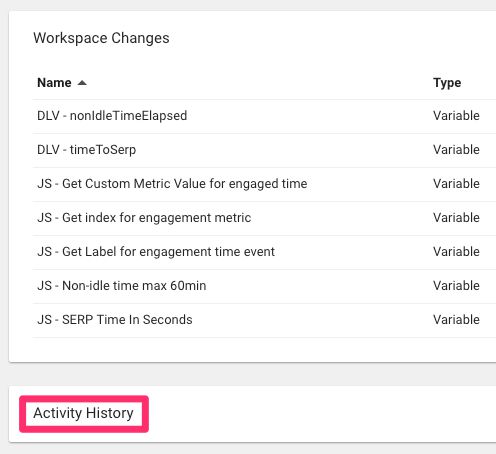 Workspace Changes
Name Type
DLV - nonIdleTimeElapsed Variable
DLV - timeToSerp Variable
JS - Get Custom Metric Value for engaged time Variable
JS - Get index for engagement metric Variable
JS - Get Label for engagement time event Variable
JS - Non-idle time max 60min Variable
JS - SERP Time In Seconds Variable
Activity History